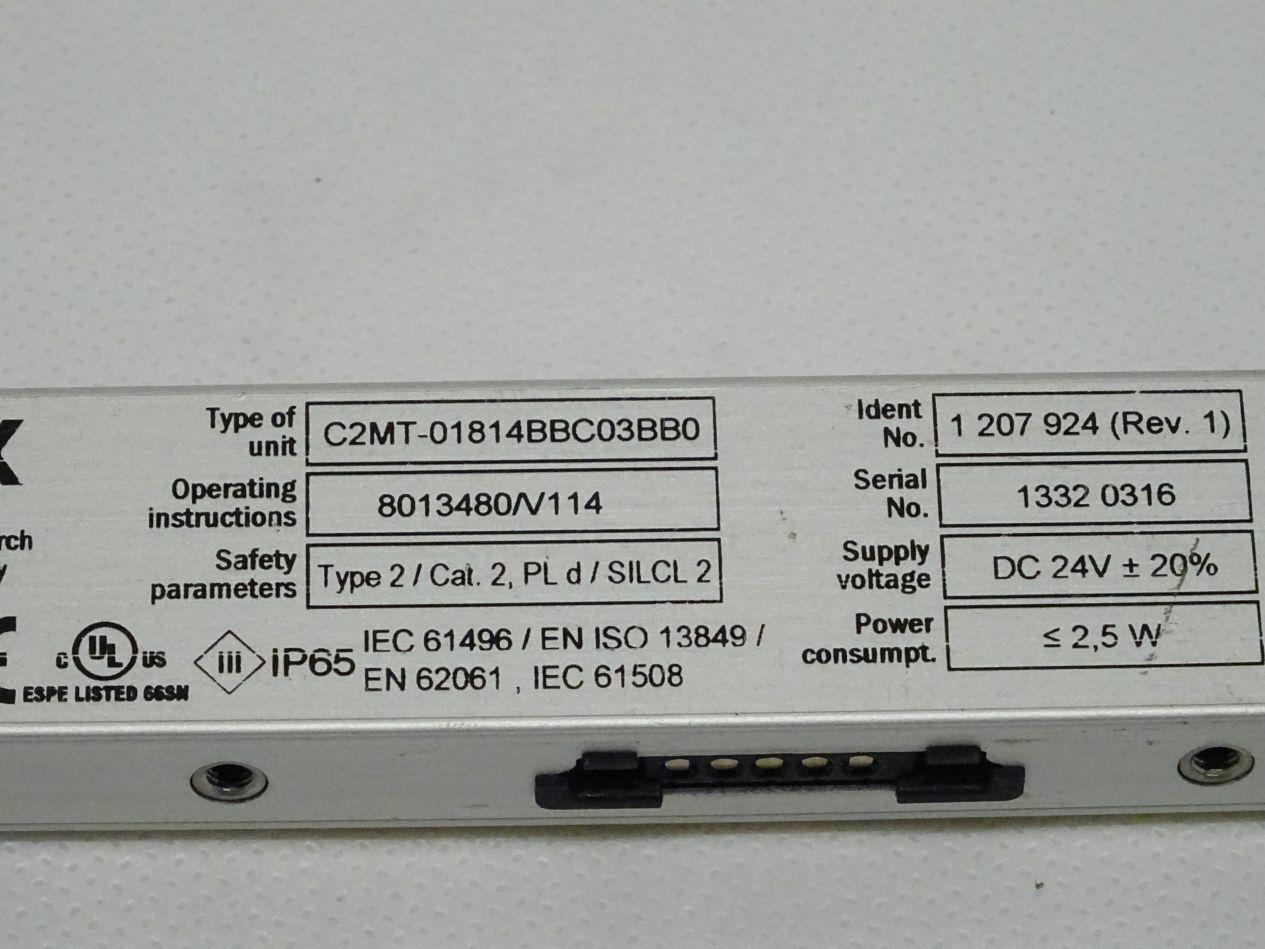 Type of unit
C2MT-01814BBC03BB0
Operating instructions
8013480/V114
Safety parameters
Type 2 / Cat. 2, PL d / SILCL 2
Ident No.
1 207 924 (Rev. 1)
Serial No.
1332 0316
Supply voltage
DC 24V ± 20%
Power consumpt.
≤ 2,5 W
C UL US
ESPE LISTED 66SN
III IP65
IEC 61496 / EN ISO 13849 /
EN 62061 , IEC 61508